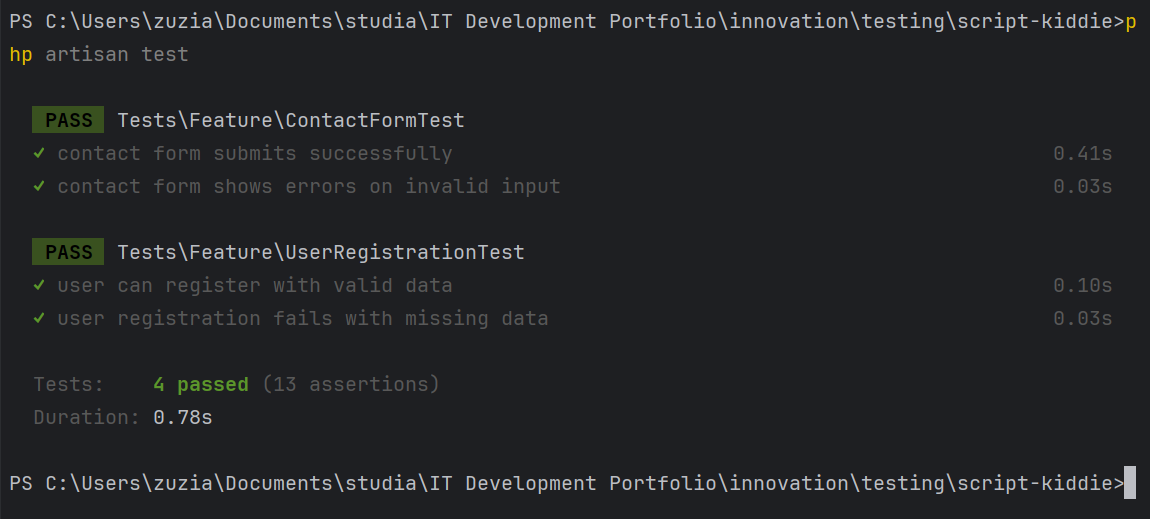 PS C:\Users\zuzia\Documents\studia\IT Development Portfolio\innovation\testing\script-kiddie>p
hp artisan test
PASS Tests\Feature\ContactFormTest
✓ contact form submits successfully 0.41s
✓ contact form shows errors on invalid input 0.03s
PASS Tests\Feature\UserRegistrationTest
✓ user can register with valid data 0.10s
✓ user registration fails with missing data 0.03s
Tests: 4 passed (13 assertions)
Duration: 0.78s
PS C:\Users\zuzia\Documents\studia\IT Development Portfolio\innovation\testing\script-kiddie>